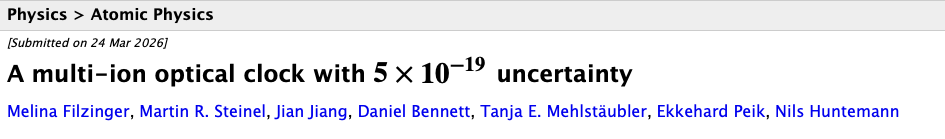 Physics > Atomic Physics
[Submitted on 24 Mar 2026]
A multi-ion optical clock with 5 × 10⁻¹⁹ uncertainty
Melina Filzinger, Martin R. Steinel, Jian Jiang, Daniel Bennett, Tanja E. Mehlstäubler, Ekkehard Peik, Nils Huntemann